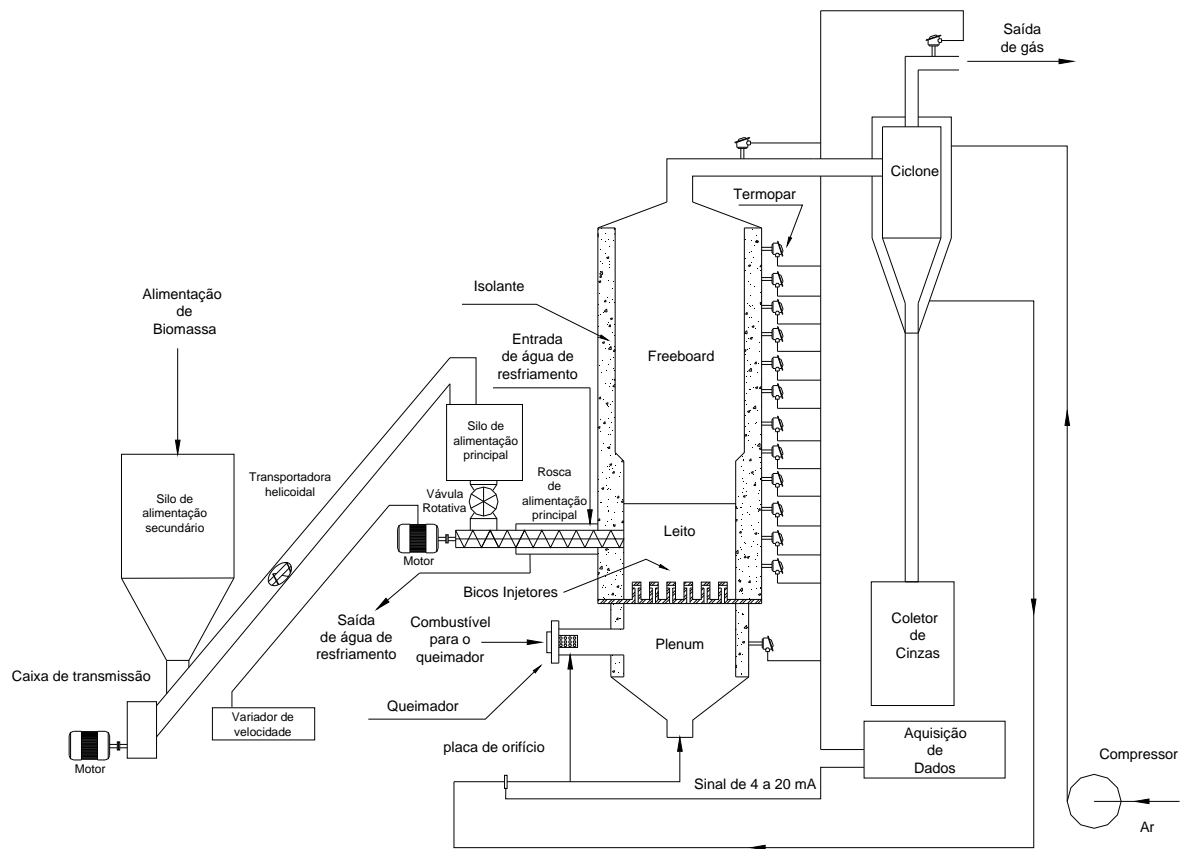 Saída
de gás
Ciclone
Termopar
Isolante
Alimentação
de
Biomassa
Entrada
de água de
resfriamento
Freeboard
Silo de
alimentação
principal
Transportadora
helicoidal
Rosca
de
alimentação
principal
Vávula
Rotativa
Silo de
alimentação
secundário
Leito
Motor
Bicos Injetores
Saída
de água de
resfriamento
Combustível
para o
queimador
Plenum
Coletor
de
Cinzas
Caixa de transmissão
Queimador
Variador de
velocidade
placa de orifício
Motor
Aquisição
de
Dados
Sinal de 4 a 20 mA
Compressor
Ar